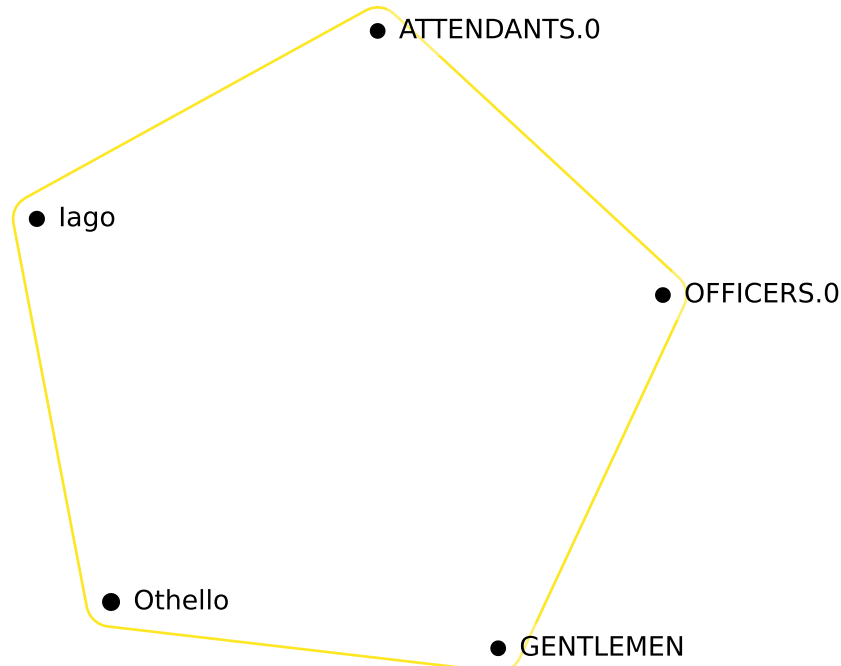 ATTENDANTS.0
Iago
OFFICERS.0
Othello
GENTLEMEN